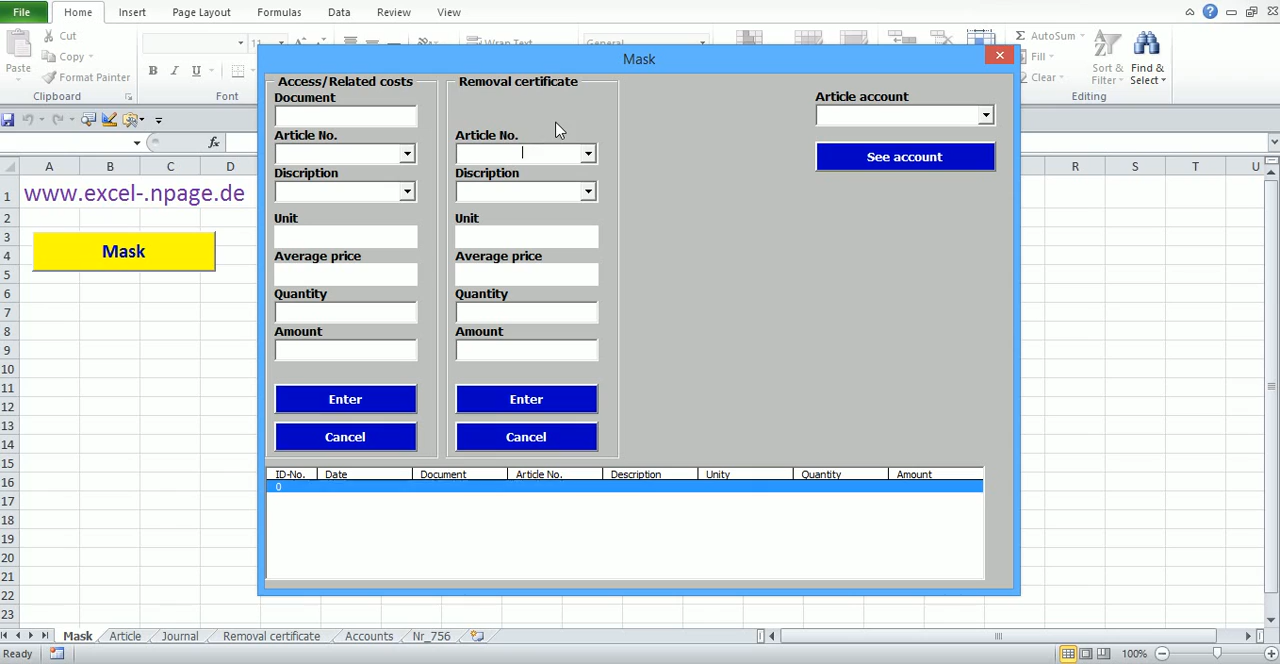 File Home Insert Page Layout Formulas Data Review View
Cut
Copy
Format Painter
Paste
Clipboard
Font
11
Wrap Text
General
AutoSum
Fill
Clear
Sort & Filter
Find & Select
Editing
Mask
Access/Related costs
Document
Article No.
Discription
Unit
Average price
Quantity
Amount
Enter
Cancel
Removal certificate
Article No.
Discription
Unit
Average price
Quantity
Amount
Enter
Cancel
Article account
See account
ID-No. Date Document Article No. Description Unity Quantity Amount
0
fx
A B C D R S T U
1
2
3
4
5
6
7
8
9
10
11
12
13
14
15
16
17
18
19
20
21
22
23
www.excel-.npage.de
Mask
Mask Article Journal Removal certificate Accounts Nr_756
Ready
100%